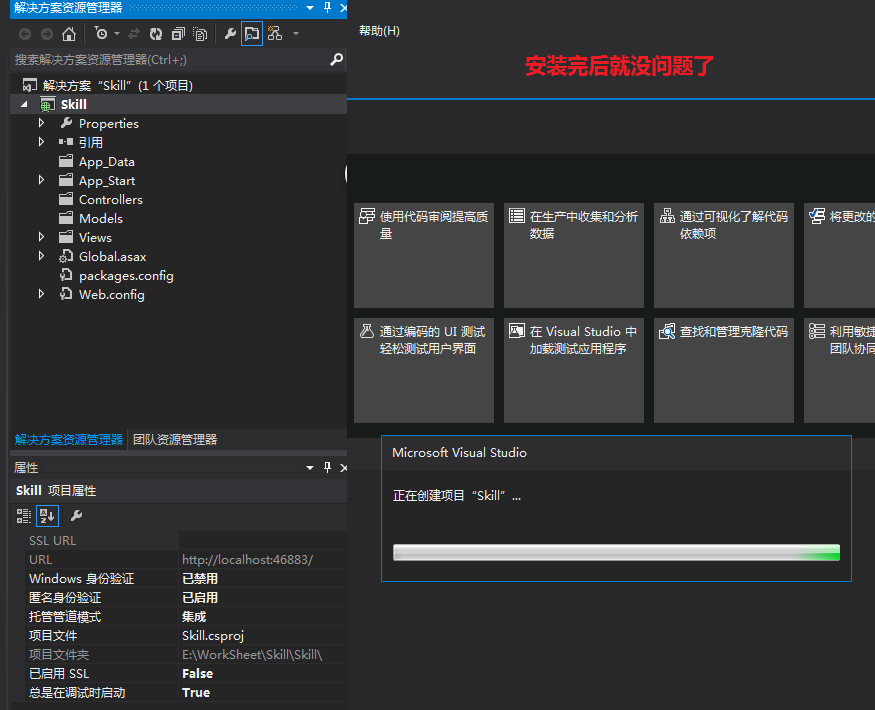 解决方案资源管理器
搜索解决方案资源管理器(Ctrl+;)
解决方案“Skill”(1 个项目)
Skill
Properties
引用
App_Data
App_Start
Controllers
Models
Views
Global.asax
packages.config
Web.config
解决方案资源管理器 团队资源管理器
属性
Skill 项目属性
SSL URL
URL http://localhost:46883/
Windows 身份验证 已禁用
匿名身份验证 已启用
托管管道模式 集成
项目文件 Skill.csproj
项目文件夹 E:\WorkSheet\Skill\Skill\
已启用 SSL False
总是在调试时启动 True
帮助(H)
安装完后就没问题了
使用代码审阅提高质
量
在生产中收集和分析
数据
通过可视化了解代码
依赖项
将更改的
通过编码的 UI 测试
轻松测试用户界面
在 Visual Studio 中
加载测试应用程序
查找和管理克隆代码
利用敏捷
团队协同
Microsoft Visual Studio
正在创建项目“Skill”...